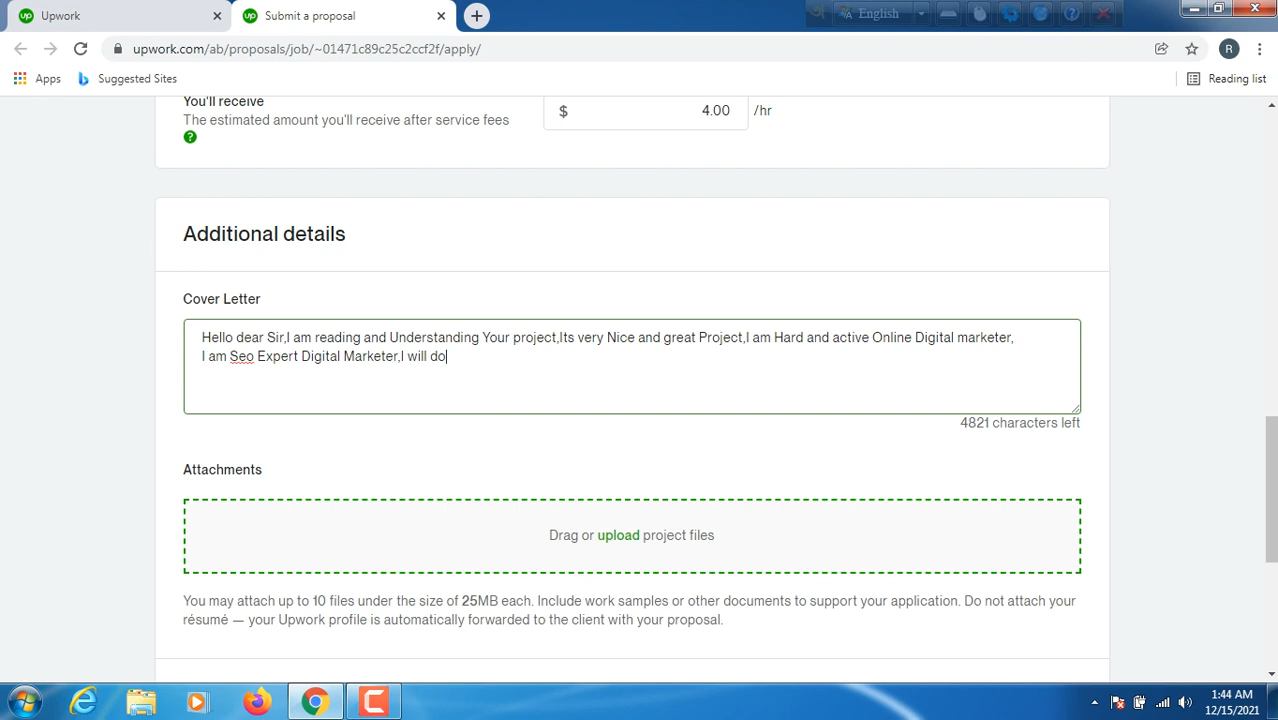 Upwork
Submit a proposal
English
upwork.com/ab/proposals/job/~01471c89c25c2ccf2f/apply/
R
Apps
Suggested Sites
Reading list
You'll receive
The estimated amount you'll receive after service fees
$ 4.00 /hr
Additional details
Cover Letter
Hello dear Sir,I am reading and Understanding Your project,Its very Nice and great Project,I am Hard and active Online Digital marketer,
I am Seo Expert Digital Marketer,I will do
4821 characters left
Attachments
Drag or upload project files
You may attach up to 10 files under the size of 25MB each. Include work samples or other documents to support your application. Do not attach your
résumé — your Upwork profile is automatically forwarded to the client with your proposal.
1:44 AM
12/15/2021